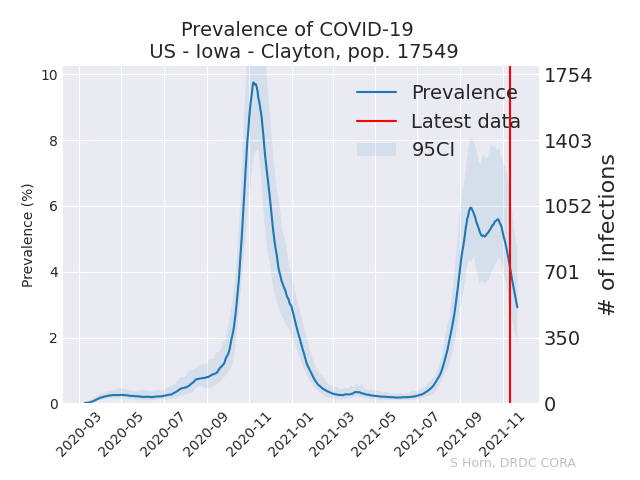 Prevalence of COVID-19
US - Iowa - Clayton, pop. 17549
Prevalence
Latest data
95CI
Prevalence (%)
10
8
6
4
2
0
1754
1403
1052
701
350
0
# of infections
2020-03
2020-05
2020-07
2020-09
2020-11
2021-01
2021-03
2021-05
2021-07
2021-09
2021-11
S Horn, DRDC CORA